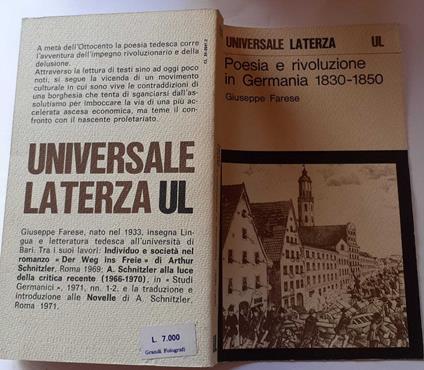 A metà dell'Ottocento la poesia tedesca corre
l'avventura dell'impegno rivoluzionario e della
delusione.
Attraverso la lettura di testi sino ad oggi poco
noti, si segue la vicenda di un movimento
culturale in cui sono vive le contraddizioni di
una borghesia che tenta di sganciarsi dall'as-
solutismo per imboccare la via di una più ac-
celerata ascesa economica, ma teme il con-
fronto con il nascente proletariato.
UNIVERSALE
LATERZA UL
Giuseppe Farese, nato nel 1933, insegna Lin-
gua e letteratura tedesca all'università di
Bari. Tra i suoi lavori: Individuo e società nel
romanzo « Der Weg ins Freie » di Arthur
Schnitzler, Roma 1969; A. Schnitzler alla luce
della critica recente (1966-1970), in « Studi
Germanici », 1971, nn. 1-2, e la traduzione e
introduzione alle Novelle di A. Schnitzler,
Roma 1971.
L. 7.000
Grandi Fotografi
UL
UNIVERSALE LATERZA UL
Poesia e rivoluzione
in Germania 1830-1850
Giuseppe Farese